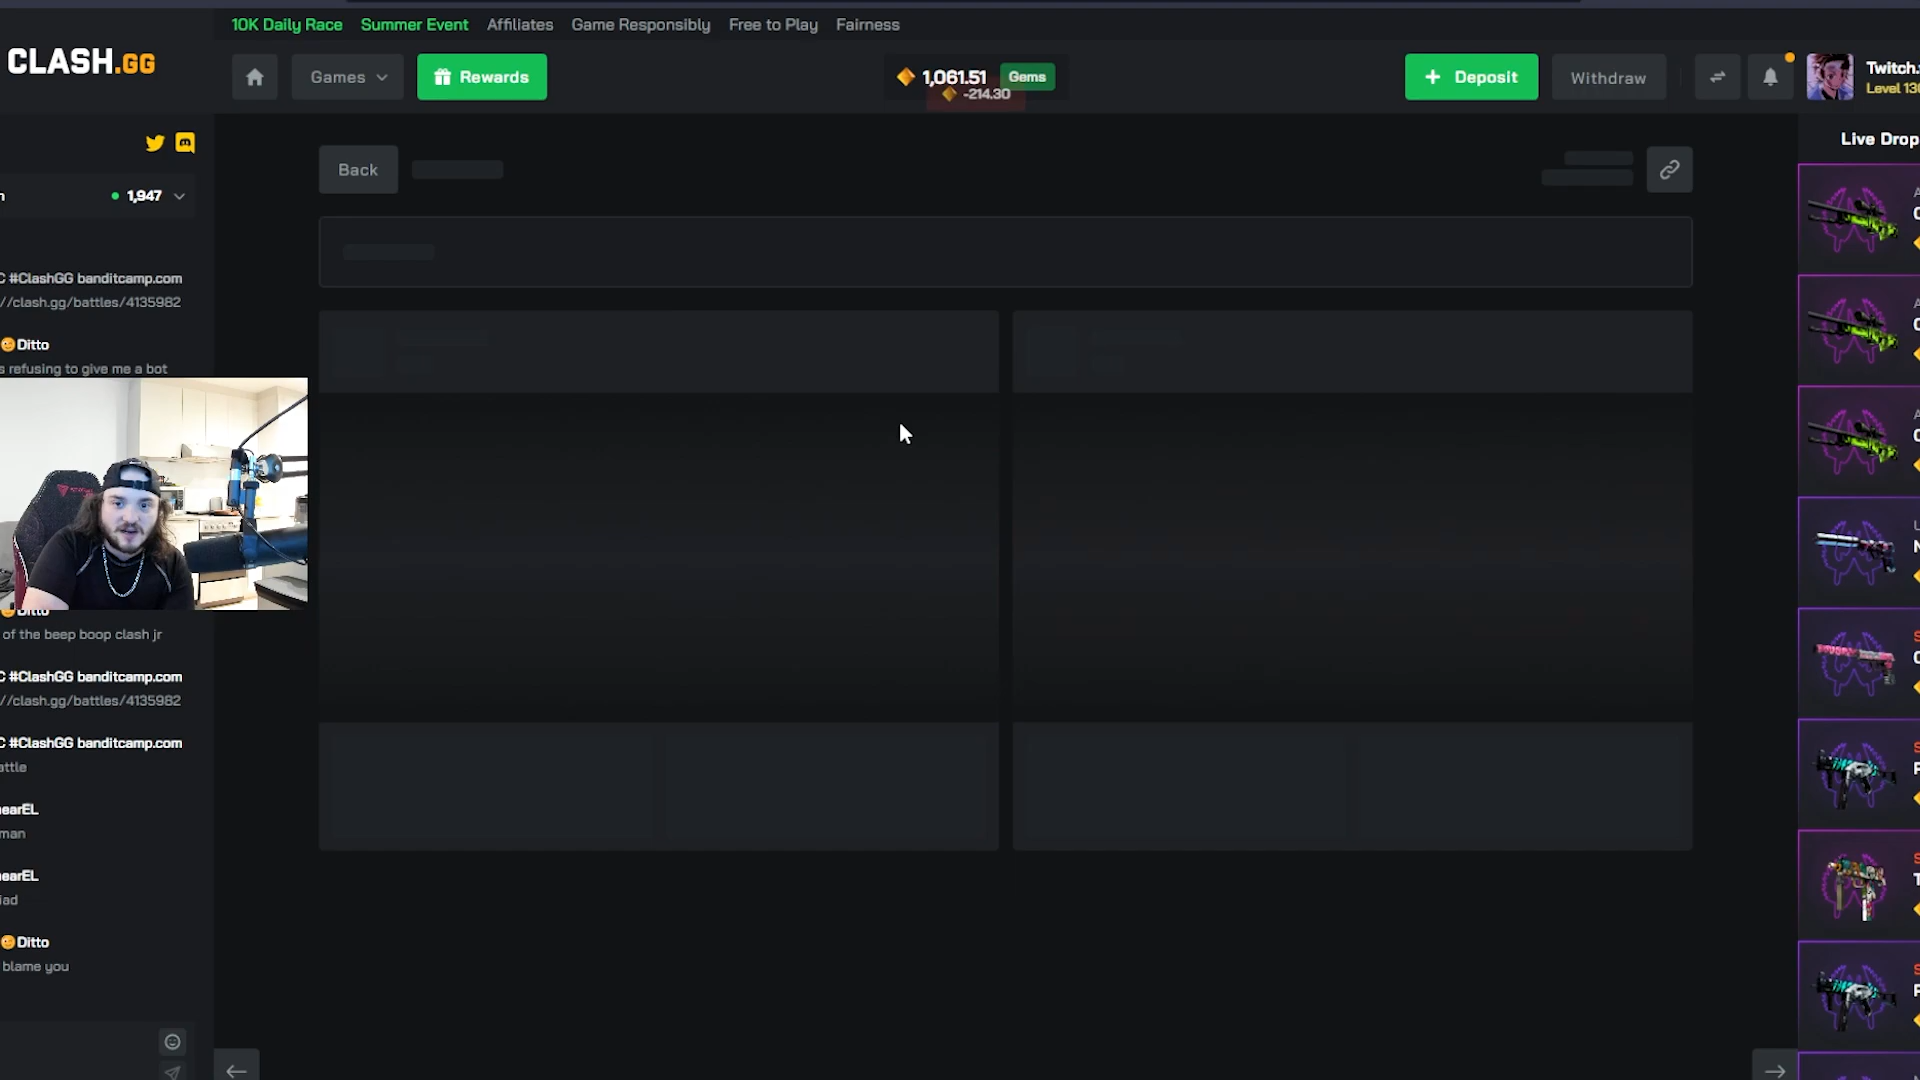 10K Daily Race Summer Event Affiliates Game Responsibly Free to Play Fairness
CLASH.GG
Games
Rewards
1,061.51 Gems
-214.30
Deposit
Withdraw
Twitch.
Level 130
Back
Live Drop
1,947
C #ClashGG banditcamp.com
//clash.gg/battles/4135982
Ditto
s refusing to give me a bot
Ditto
of the beep boop clash jr
C #ClashGG banditcamp.com
//clash.gg/battles/4135982
C #ClashGG banditcamp.com
attle
earEL
man
earEL
iad
Ditto
blame you